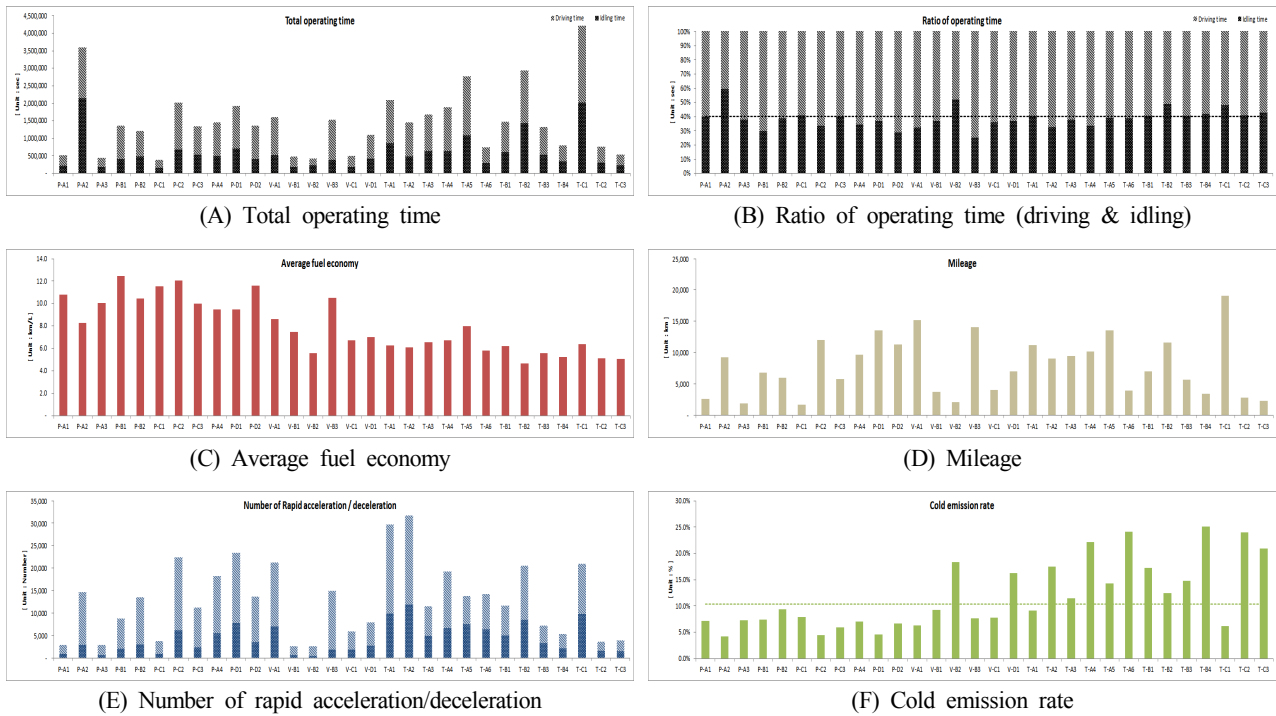 Total operating time
Driving time Idling time
[ Unit : sec]
4,500,000
4,000,000
3,500,000
3,000,000
2,500,000
2,000,000
1,500,000
1,000,000
500,000
-
P-A1 P-A2 P-A3 P-B1 P-B2 P-C1 P-C2 P-C3 P-A4 P-D1 P-D2 V-A1 V-B1 V-B2 V-B3 V-C1 V-D1 T-A1 T-A2 T-A3 T-A4 T-A5 T-A6 T-B1 T-B2 T-B3 T-B4 T-C1 T-C2 T-C3
(A) Total operating time
Ratio of operating time
Driving time Idling time
[ Unit : sec]
100%
90%
80%
70%
60%
50%
40%
30%
20%
10%
0%
P-A1 P-A2 P-A3 P-B1 P-B2 P-C1 P-C2 P-C3 P-A4 P-D1 P-D2 V-A1 V-B1 V-B2 V-B3 V-C1 V-D1 T-A1 T-A2 T-A3 T-A4 T-A5 T-A6 T-B1 T-B2 T-B3 T-B4 T-C1 T-C2 T-C3
(B) Ratio of operating time (driving & idling)
Average fuel economy
[ Unit : km/L]
14.0
12.0
10.0
8.0
6.0
4.0
2.0
-
P-A1 P-A2 P-A3 P-B1 P-B2 P-C1 P-C2 P-C3 P-A4 P-D1 P-D2 V-A1 V-B1 V-B2 V-B3 V-C1 V-D1 T-A1 T-A2 T-A3 T-A4 T-A5 T-A6 T-B1 T-B2 T-B3 T-B4 T-C1 T-C2 T-C3
(C) Average fuel economy
Mileage
[ Unit : km]
25,000
20,000
15,000
10,000
5,000
-
P-A1 P-A2 P-A3 P-B1 P-B2 P-C1 P-C2 P-C3 P-A4 P-D1 P-D2 V-A1 V-B1 V-B2 V-B3 V-C1 V-D1 T-A1 T-A2 T-A3 T-A4 T-A5 T-A6 T-B1 T-B2 T-B3 T-B4 T-C1 T-C2 T-C3
(D) Mileage
Number of Rapid acceleration / deceleration
[ Unit : Number]
35,000
30,000
25,000
20,000
15,000
10,000
5,000
-
P-A1 P-A2 P-A3 P-B1 P-B2 P-C1 P-C2 P-C3 P-A4 P-D1 P-D2 V-A1 V-B1 V-B2 V-B3 V-C1 V-D1 T-A1 T-A2 T-A3 T-A4 T-A5 T-A6 T-B1 T-B2 T-B3 T-B4 T-C1 T-C2 T-C3
(E) Number of rapid acceleration/deceleration
Cold emission rate
[ Unit : %]
30.0%
25.0%
20.0%
15.0%
10.0%
5.0%
0.0%
P-A1 P-A2 P-A3 P-B1 P-B2 P-C1 P-C2 P-C3 P-A4 P-D1 P-D2 V-A1 V-B1 V-B2 V-B3 V-C1 V-D1 T-A1 T-A2 T-A3 T-A4 T-A5 T-A6 T-B1 T-B2 T-B3 T-B4 T-C1 T-C2 T-C3
(F) Cold emission rate